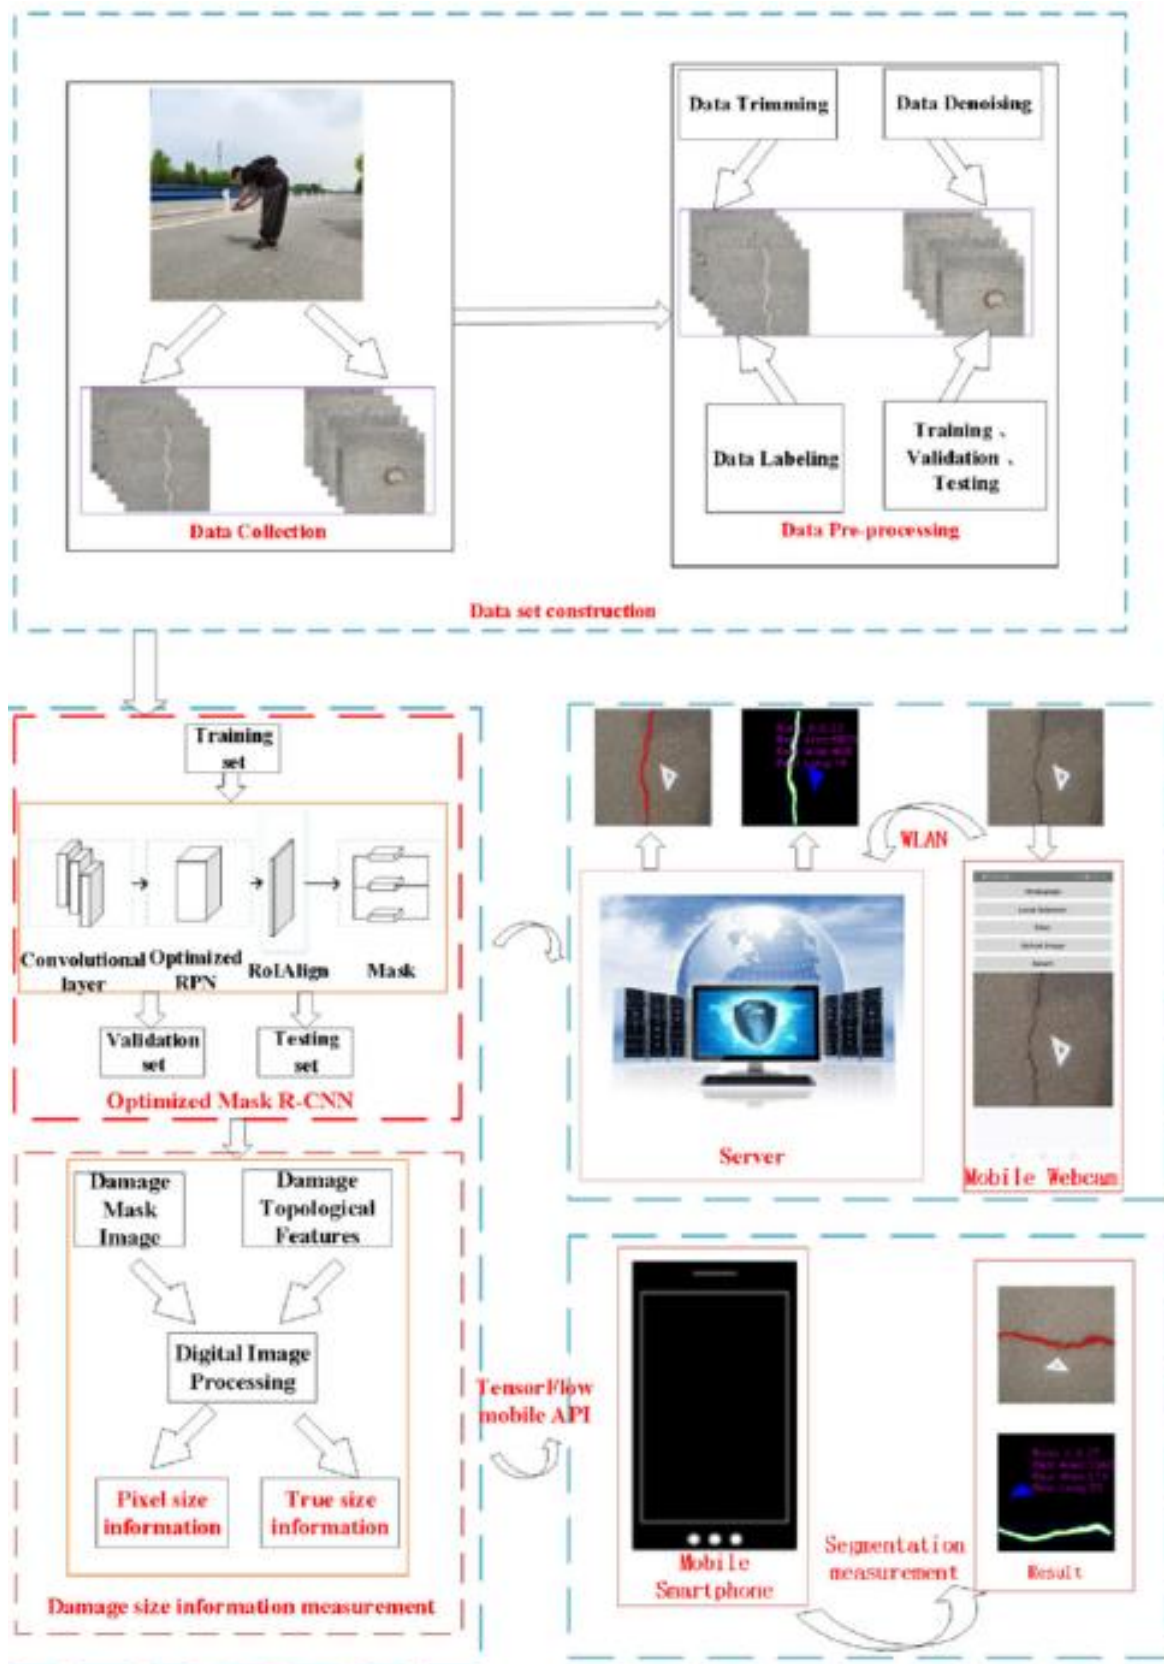 Data Trimming
Data Denoising
Data Labeling
Training 、
Validation 、
Testing
Data Collection
Data Pre-processing
Data set construction
Training
set
Convolutional
layer
Optimized
RPN
RoIAlign
Mask
Validation
set
Testing
set
Optimized Mask R-CNN
WLAN
Server
Mobile Webcam
Damage
Mask
Image
Damage
Topological
Features
Digital Image
Processing
Pixel size
information
True size
information
Damage size information measurement
TensorFlow
mobile API
Mobile
Smartphone
Segmentation
measurement
Result